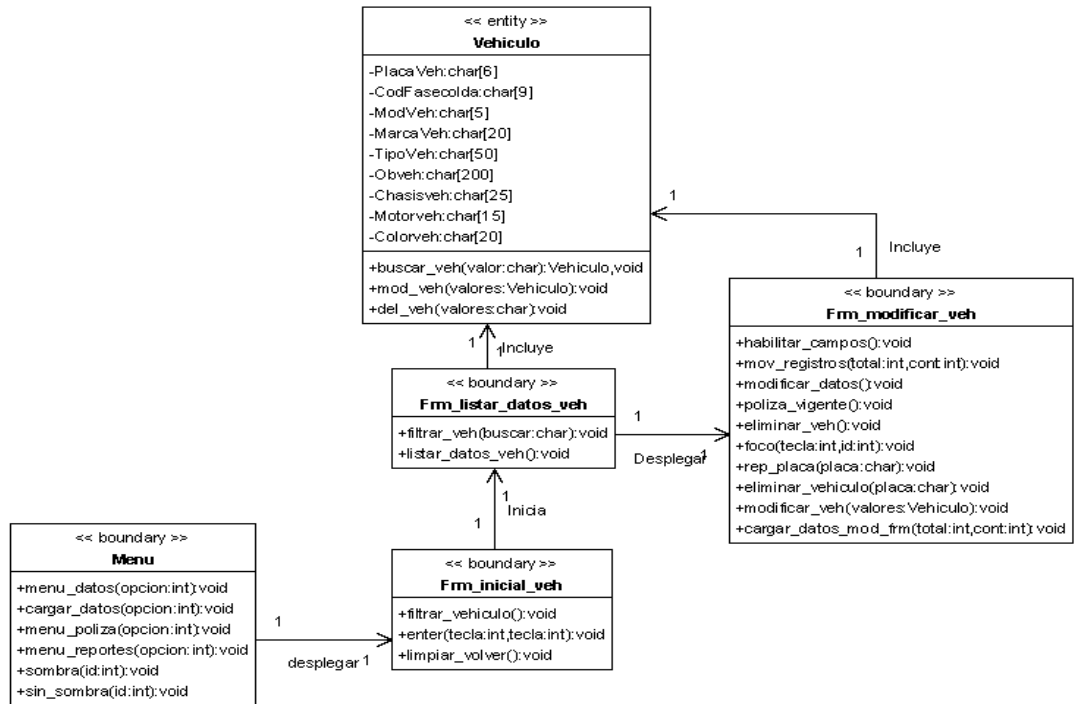 << entity >>
Vehiculo
-PlacaVeh:char[6]
-CodFasecolda:char[9]
-ModVeh:char[5]
-MarcaVeh:char[20]
-TipoVeh:char[50]
-Obveh:char[200]
-Chasisveh:char[25]
-Motorveh:char[15]
-Colorveh:char[20]
+buscar_veh(valor:char):Vehiculo,void
+mod_veh(valores:Vehiculo):void
+del_veh(valores:char):void
1
1
Incluye
<< boundary >>
Frm_modificar_veh
+habilitar_campos():void
+mov_registros(total:int,cont:int):void
+modificar_datos():void
+poliza_vigente():void
+eliminar_veh():void
+foco(tecla:int,id:int):void
+rep_placa(placa:char):void
+eliminar_vehiculo(placa:char):void
+modificar_veh(valores:Vehiculo):void
+cargar_datos_mod_frm(total:int,cont:int):void
1
1
Incluye
<< boundary >>
Frm_listar_datos_veh
+filtrar_veh(buscar:char):void
+listar_datos_veh():void
1
Desplegar
1
1
Inicia
1
<< boundary >>
Frm_inicial_veh
+filtrar_vehiculo():void
+enter(tecla:int,tecla:int):void
+limpiar_volver():void
<< boundary >>
Menu
+menu_datos(opcion:int):void
+cargar_datos(opcion:int):void
+menu_poliza(opcion:int):void
+menu_reportes(opcion:int):void
+sombra(id:int):void
+sin_sombra(id:int):void
1
desplegar
1